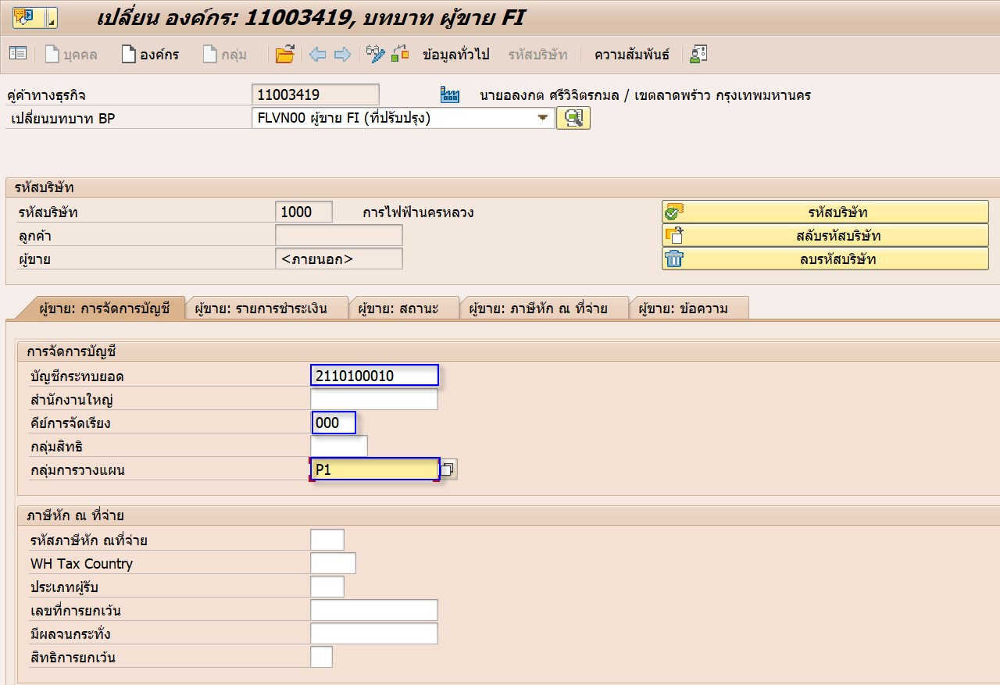 เปลี่ยน องค์กร: 11003419, บทบาท ผู้ขาย FI
บุคคล องค์กร กลุ่ม ข้อมูลทั่วไป รหัสบริษัท ความสัมพันธ์
คู่ค้าทางธุรกิจ 11003419 นายอลงกต ศรีวิจิตรกมล / เขตลาดพร้าว กรุงเทพมหานคร
เปลี่ยนบทบาท BP FLVN00 ผู้ขาย FI (ที่ปรับปรุง)
รหัสบริษัท
รหัสบริษัท 1000 การไฟฟ้านครหลวง รหัสบริษัท
ลูกค้า สลับรหัสบริษัท
ผู้ขาย <ภายนอก> ลบรหัสบริษัท
ผู้ขาย: การจัดการบัญชี ผู้ขาย: รายการชำระเงิน ผู้ขาย: สถานะ ผู้ขาย: ภาษีหัก ณ ที่จ่าย ผู้ขาย: ข้อความ
การจัดการบัญชี
บัญชีกระทบยอด 2110100010
สำนักงานใหญ่
คีย์การจัดเรียง 000
กลุ่มสิทธิ
กลุ่มการวางแผน P1
ภาษีหัก ณ ที่จ่าย
รหัสภาษีหัก ณที่จ่าย
WH Tax Country
ประเภทผู้รับ
เลขที่การยกเว้น
มีผลจนกระทั่ง
สิทธิการยกเว้น